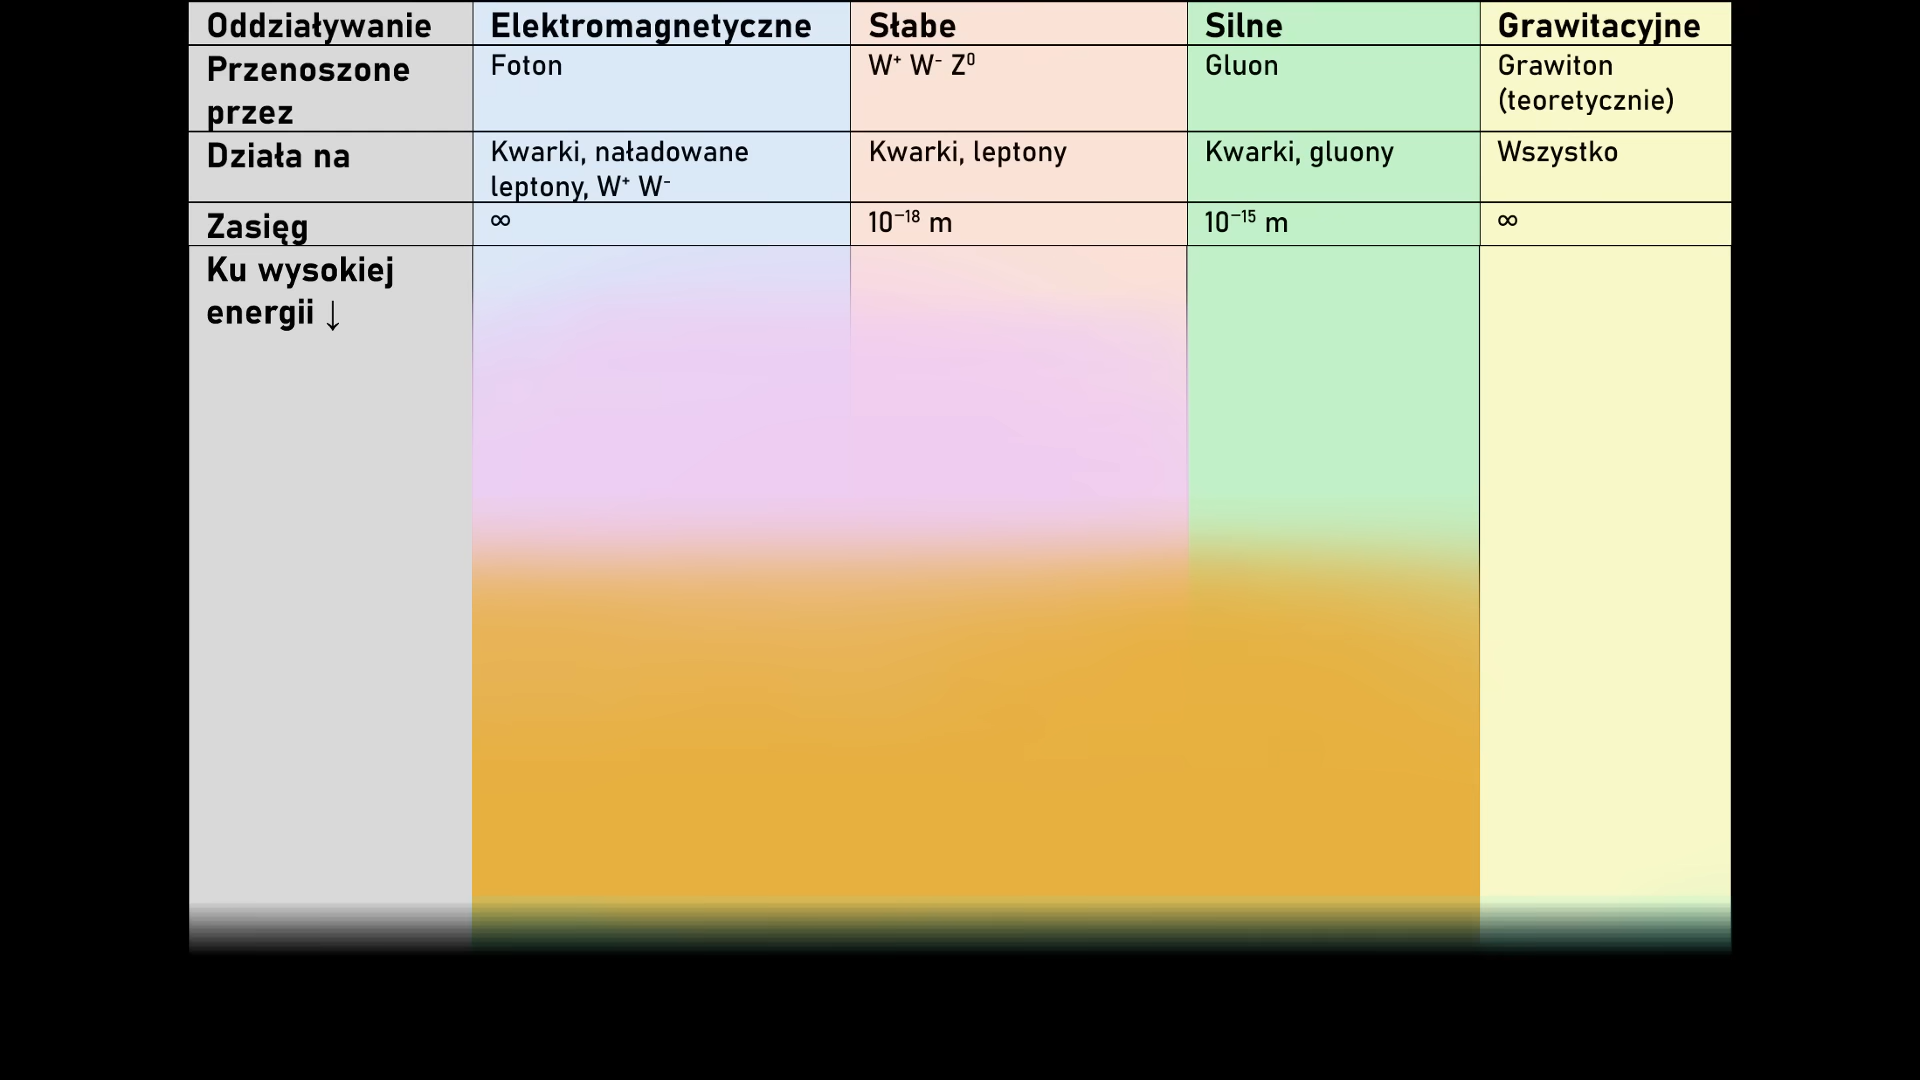 Oddziaływanie Elektromagnetyczne Słabe Silne Grawitacyjne
Przenoszone Foton W⁺ W⁻ Z⁰ Gluon Grawiton
przez (teoretycznie)
Działa na Kwarki, naładowane Kwarki, leptony Kwarki, gluony Wszystko
leptony, W⁺ W⁻
Zasięg ∞ 10⁻¹⁸ m 10⁻¹⁵ m ∞
Ku wysokiej
energii ↓